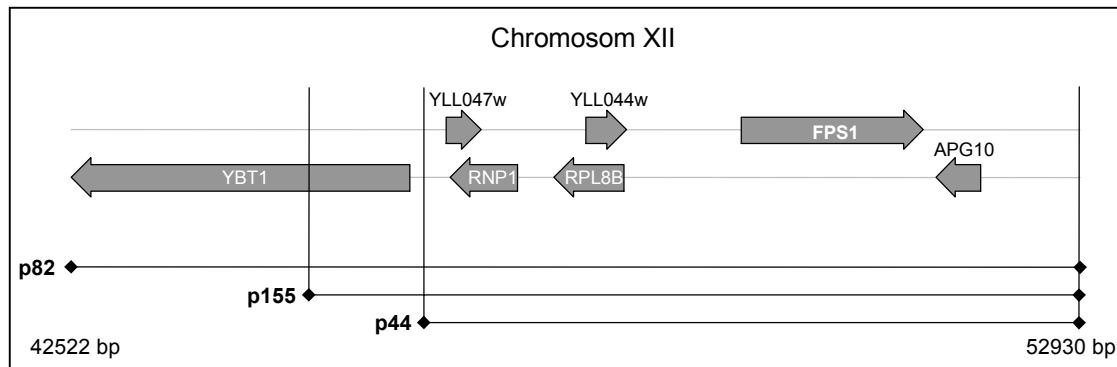 Chromosom XII
YLL047w YLL044w
FPS1
APG10
YBT1 RNP1 RPL8B
p82
p155
p44
42522 bp 52930 bp